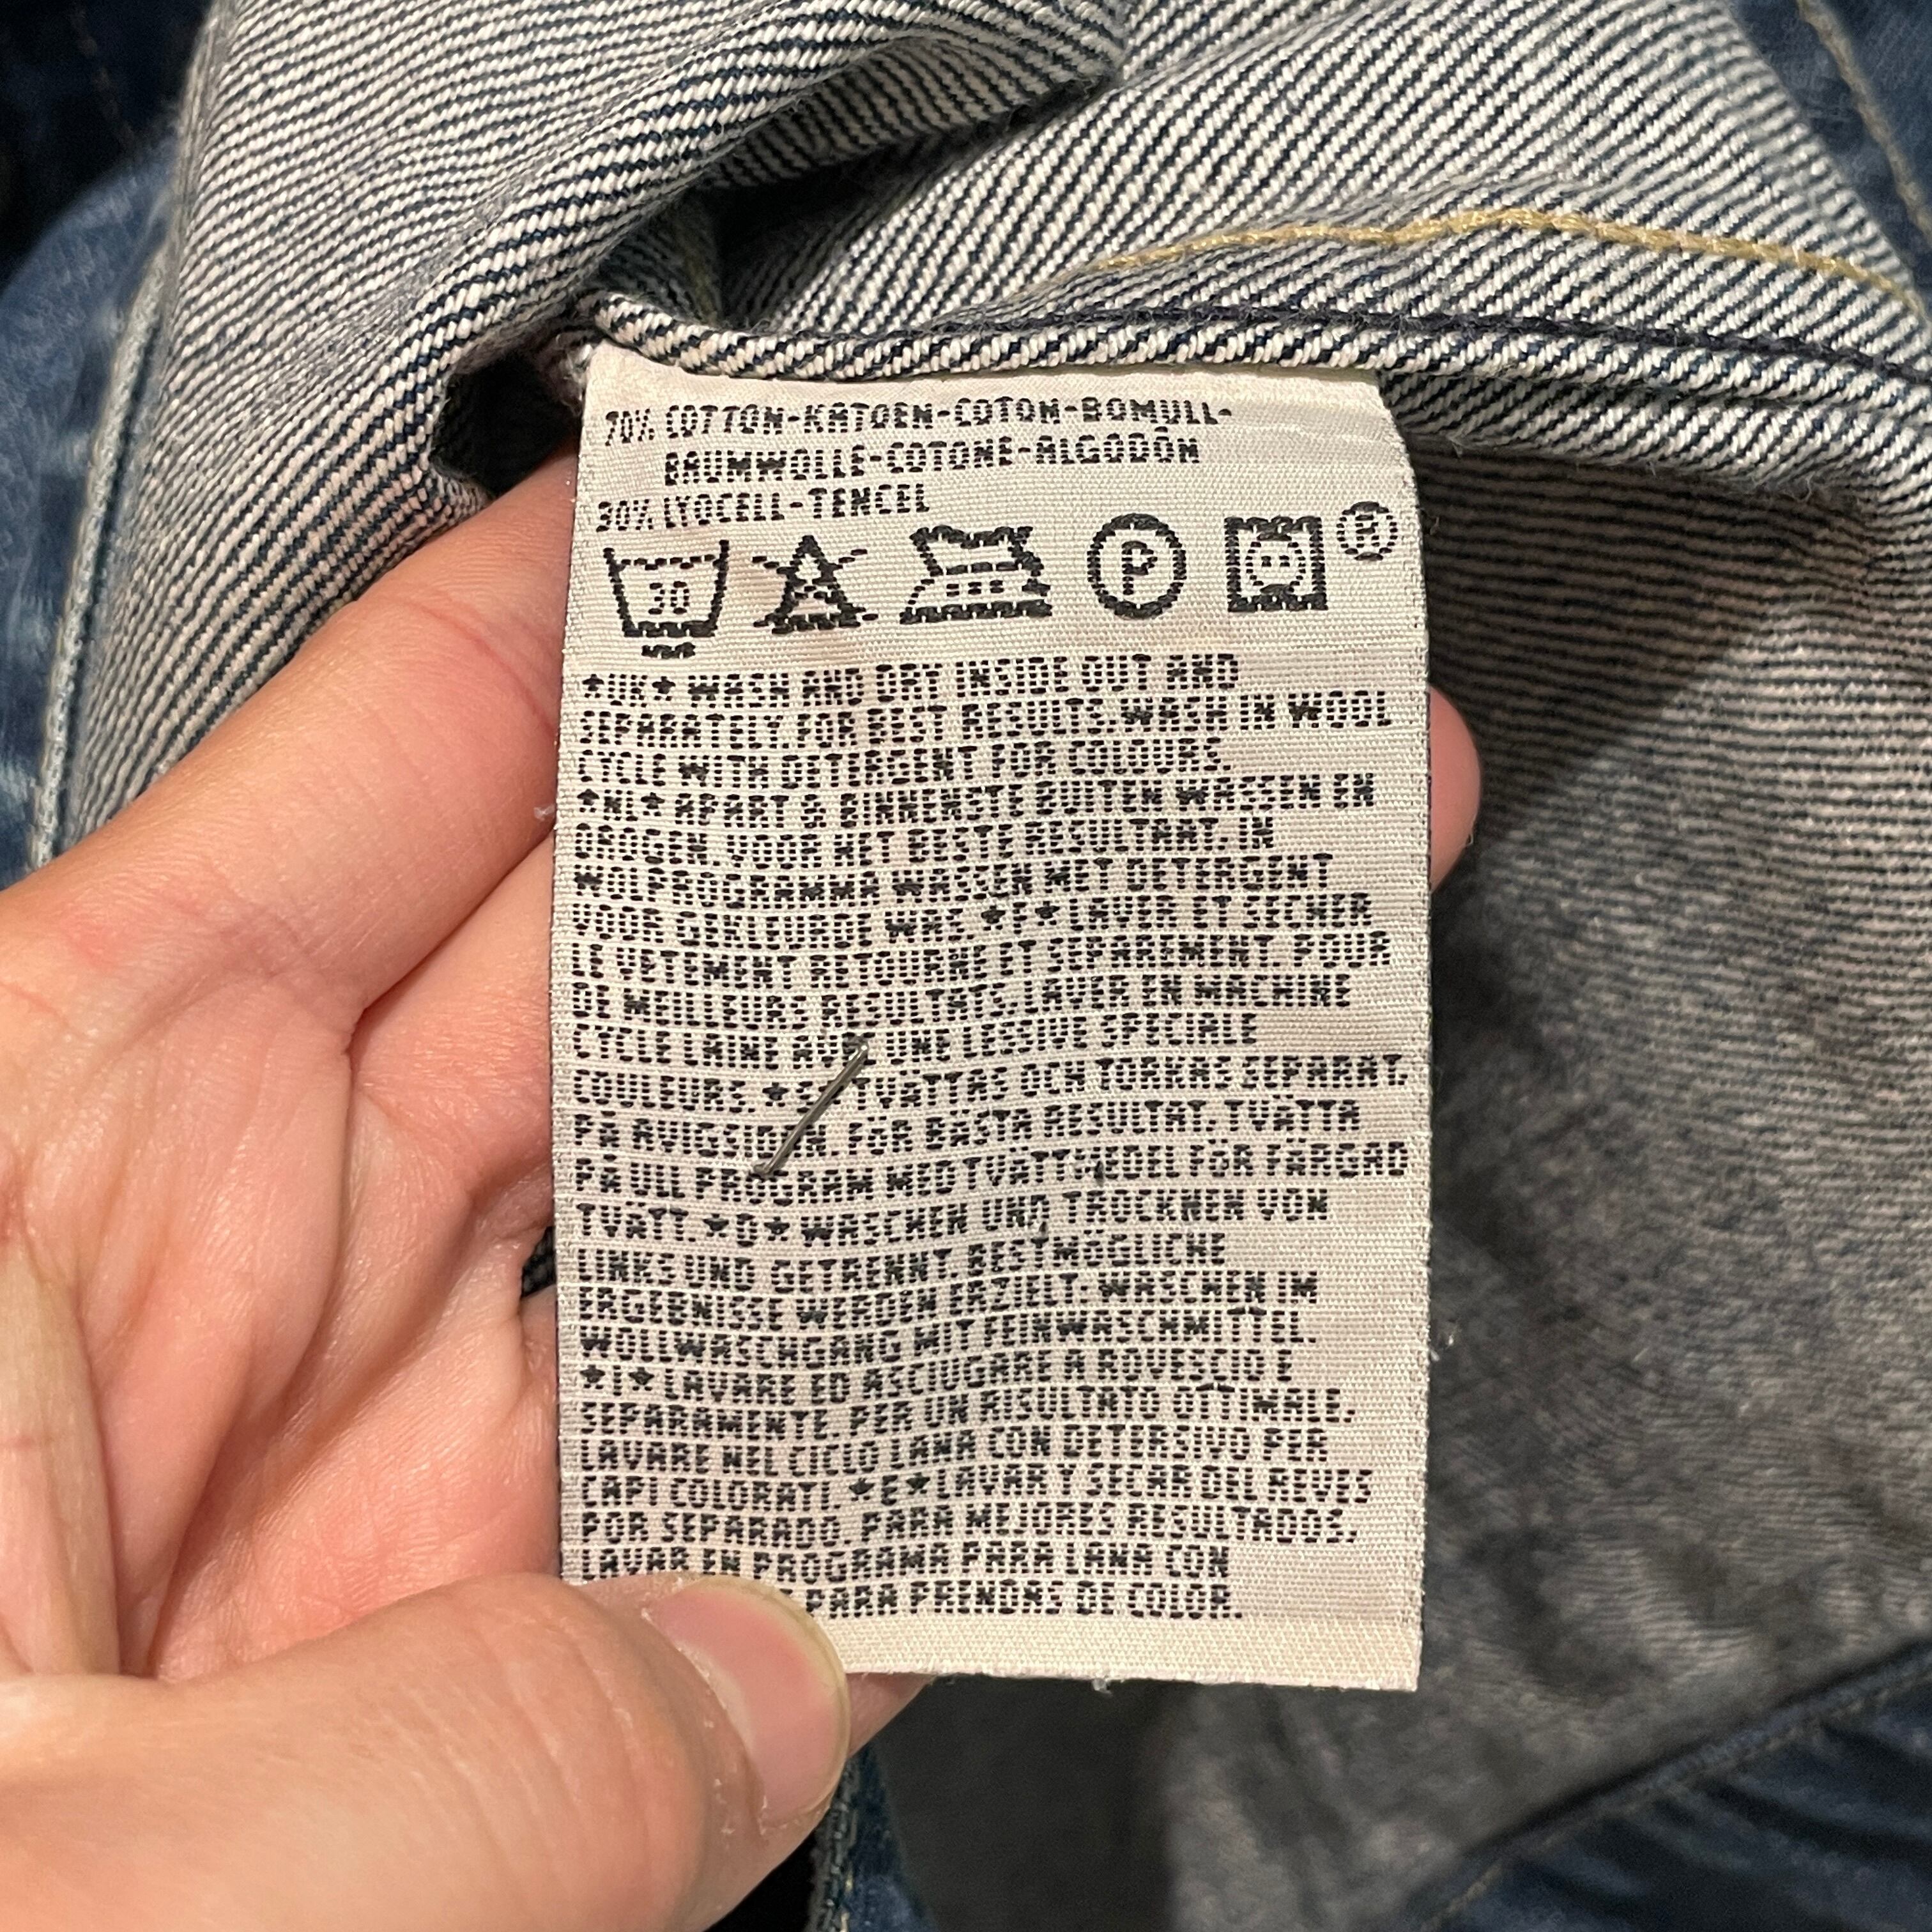 70% COTTON-KATOEN-COTON-BOMULL-
BAUMWOLLE-COTONE-ALGODÓN
30% LYOCELL-TENCEL
30 P ®
*UK* WASH AND DRY INSIDE OUT AND
SEPARATELY. FOR BEST RESULTS. WASH IN WOOL
CYCLE WITH DETERGENT FOR COLOURS.
*NL* APART & BINNENSTE BUITEN WASSEN EN
DROGEN. VOOR HET BESTE RESULTAAT. IN
WOLPROGRAMMA WASSEN MET DETERGENT
VOOR GEKLEURDE WAS. *F* LAVER ET SECHER
LE VETEMENT RETOURNE ET SEPAREMENT. POUR
DE MEILLEURS RESULTATS. LAVER EN MACHINE
CYCLE LAINE AVEC UNE LESSIVE SPECIALE
COULEURS. *S* TVÄTTAS OCH TORKAS SEPARAT.
PÅ AVIGSIDAN. FÖR BÄSTA RESULTAT. TVÄTTA
PÅ ULL PROGRAM MED TVÄTTMEDEL FÖR FÄRGAD
TVÄTT. *D* WASCHEN UND TROCKNEN VON
LINKS UND GETRENNT. BESTMÖGLICHE
ERGEBNISSE WERDEN ERZIELT: WASCHEN IM
WOLLWASCHGANG MIT FEINWASCHMITTEL.
*I* LAVARE ED ASCIUGARE A ROVESCIO E
SEPARAMENTE. PER UN RISULTATO OTTIMALE.
LAVARE NEL CICLO LANA CON DETERSIVO PER
CAPI COLORATI. *E* LAVAR Y SECAR DEL REVES
POR SEPARADO. PARA MEJORES RESULTADOS.
LAVAR EN PROGRAMA PARA LANA CON
PARA PRENDAS DE COLOR.